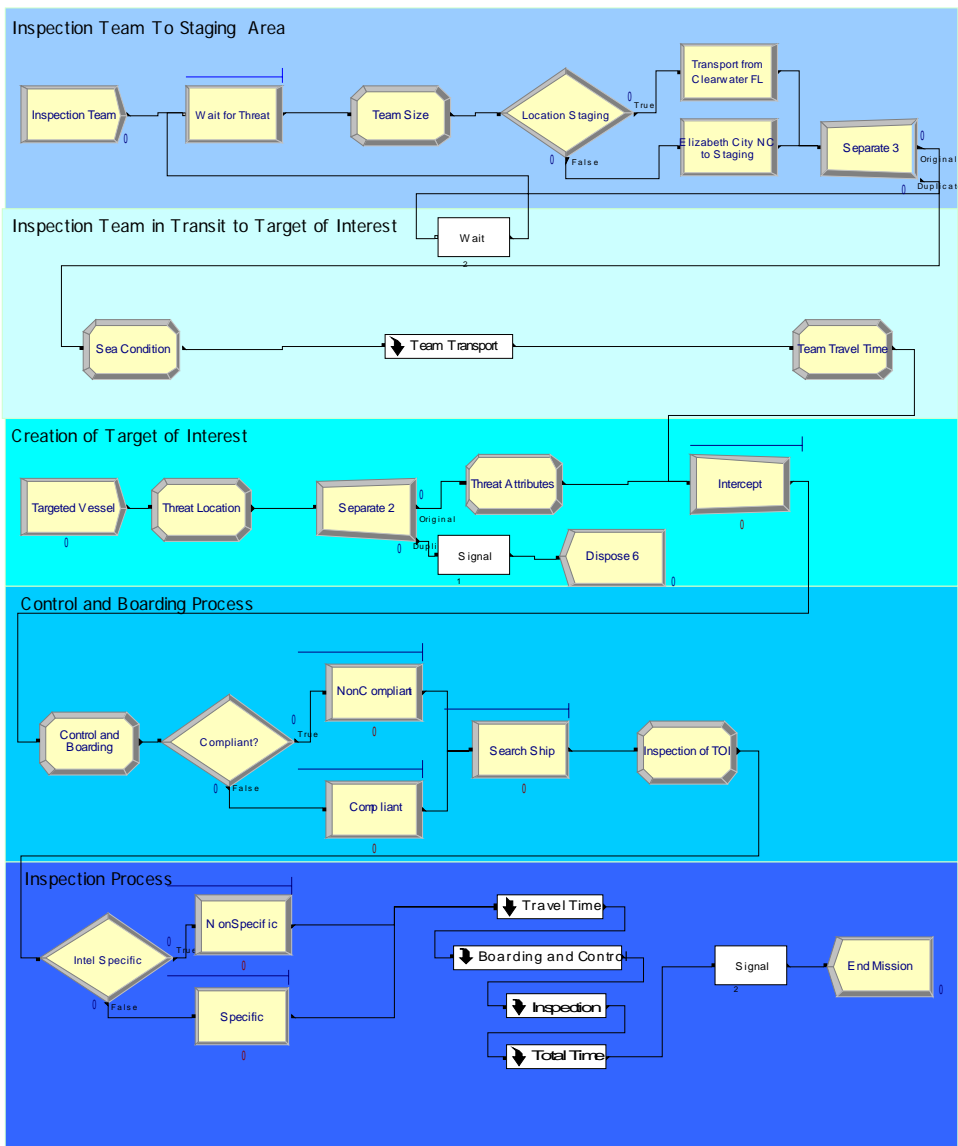 Inspection Team To Staging Area
Inspection Team
0
Wait for Threat
Team Size
Location Staging
0
True
0
False
Transport from
Clearwater FL
Elizabeth City NC
to Staging
Separate 3
0
Original
0
Duplicat
Inspection Team in Transit to Target of Interest
Wait
2
Sea Condition
Team Transport
Team Travel Time
Creation of Target of Interest
Targeted Vessel
0
Threat Location
Separate 2
0
Original
0
Dupli
Threat Attributes
Intercept
0
Signal
1
Dispose 6
0
Control and Boarding Process
Control and
Boarding
Compliant?
0
True
0
False
NonCompliant
0
Compliant
0
Search Ship
0
Inspection of TOI
Inspection Process
Intel Specific
0
True
0
False
NonSpecific
0
Specific
0
Travel Time
Boarding and Control
Inspection
Total Time
Signal
2
End Mission
0